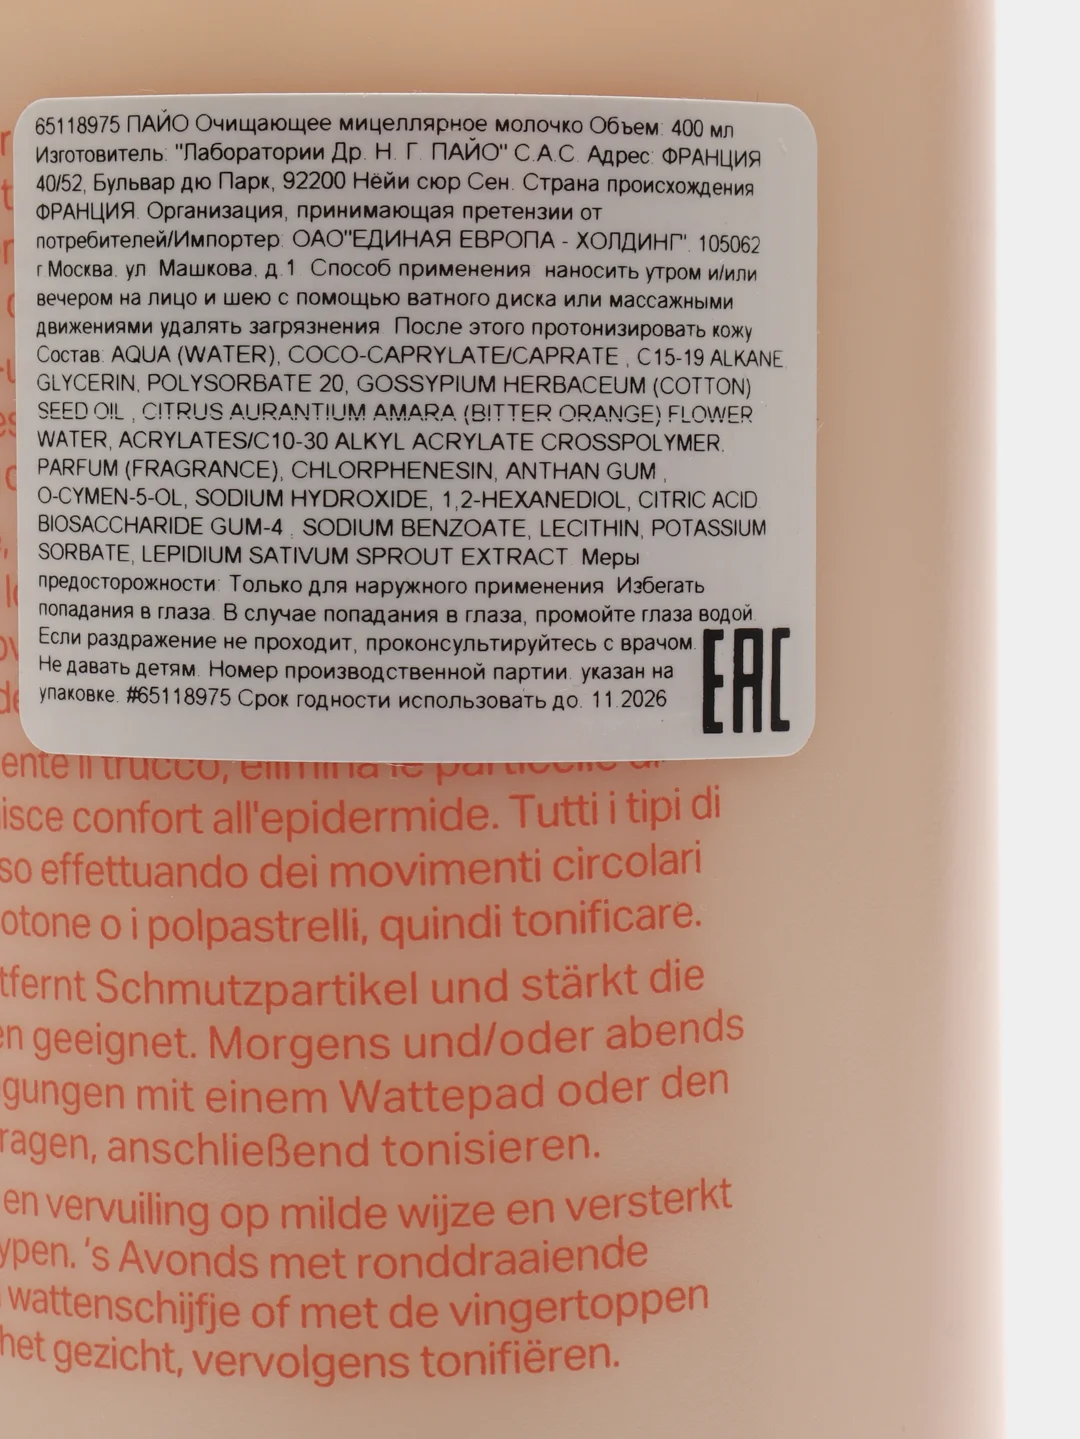 65118975 ПАЙО Очищающее мицеллярное молочко Объем: 400 мл
Изготовитель: "Лаборатории Др. Н. Г. ПАЙО" С.А.С. Адрес: ФРАНЦИЯ
40/52, Бульвар дю Парк, 92200 Нёйи сюр Сен. Страна происхождения
ФРАНЦИЯ. Организация, принимающая претензии от
потребителей/Импортер: ОАО"ЕДИНАЯ ЕВРОПА - ХОЛДИНГ". 105062
г.Москва. ул. Машкова, д.1. Способ применения: наносить утром и/или
вечером на лицо и шею с помощью ватного диска или массажными
движениями удалять загрязнения. После этого протонизировать кожу
Состав: AQUA (WATER), COCO-CAPRYLATE/CAPRATE , C15-19 ALKANE,
GLYCERIN, POLYSORBATE 20, GOSSYPIUM HERBACEUM (COTTON)
SEED OIL , CITRUS AURANTIUM AMARA (BITTER ORANGE) FLOWER
WATER, ACRYLATES/C10-30 ALKYL ACRYLATE CROSSPOLYMER,
PARFUM (FRAGRANCE), CHLORPHENESIN, ANTHAN GUM ,
O-CYMEN-5-OL, SODIUM HYDROXIDE, 1,2-HEXANEDIOL, CITRIC ACID,
BIOSACCHARIDE GUM-4 , SODIUM BENZOATE, LECITHIN, POTASSIUM
SORBATE, LEPIDIUM SATIVUM SPROUT EXTRACT Меры
предосторожности: Только для наружного применения. Избегать
попадания в глаза. В случае попадания в глаза, промойте глаза водой.
Если раздражение не проходит, проконсультируйтесь с врачом.
Не давать детям. Номер производственной партии: указан на
упаковке. #65118975 Срок годности использовать до: 11.2026
EAC
il trucco, elimina le particelle di
confort all'epidermide. Tutti i tipi di
effettuando dei movimenti circolari
o i polpastrelli, quindi tonificare.
Schmutzpartikel und stärkt die
geeignet. Morgens und/oder abends
mit einem Wattepad oder den
anschließend tonisieren.
en vervuiling op milde wijze en versterkt
's Avonds met ronddraaiende
wattenschijfje of met de vingertoppen
het gezicht, vervolgens tonifiëren.